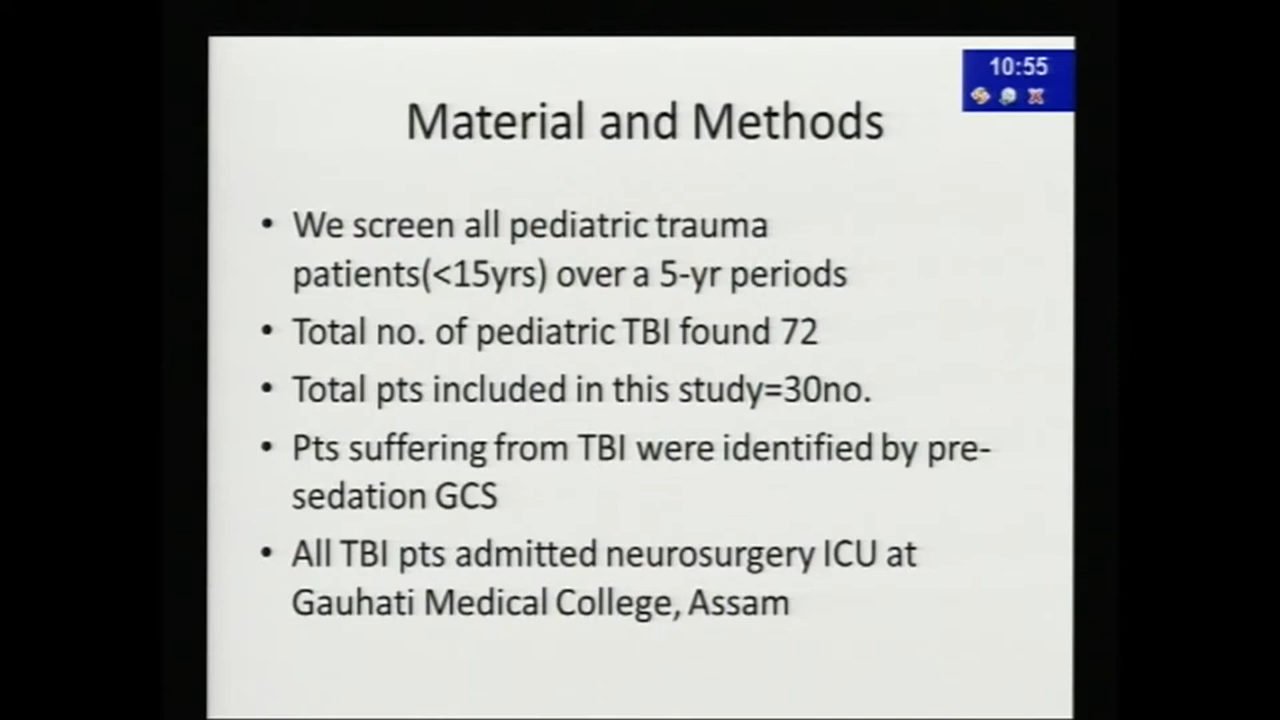 10:55
Material and Methods
• We screen all pediatric trauma
patients(<15yrs) over a 5-yr periods
• Total no. of pediatric TBI found 72
• Total pts included in this study=30no.
• Pts suffering from TBI were identified by pre-
sedation GCS
• All TBI pts admitted neurosurgery ICU at
Gauhati Medical College, Assam